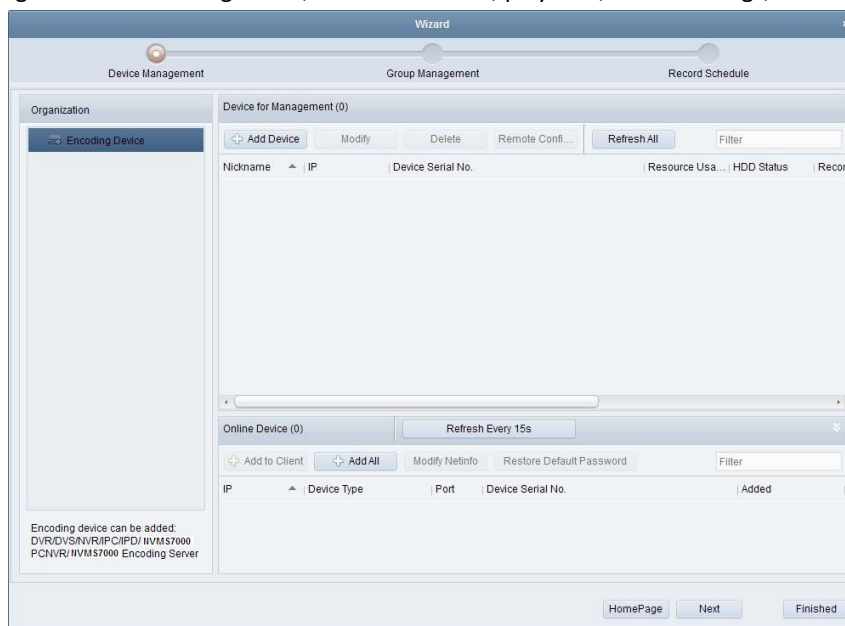 Wizard
Device Management Group Management Record Schedule
Organization
Encoding Device
Encoding device can be added:
DVR/DVS/NVR/IPC/IPD/ NVMS7000
PCNVR/ NVMS7000 Encoding Server
Device for Management (0)
Add Device Modify Delete Remote Confi... Refresh All Filter
Nickname IP Device Serial No. Resource Usa... HDD Status Recor
Online Device (0) Refresh Every 15s
Add to Client Add All Modify Netinfo Restore Default Password Filter
IP Device Type Port Device Serial No. Added
HomePage Next Finished